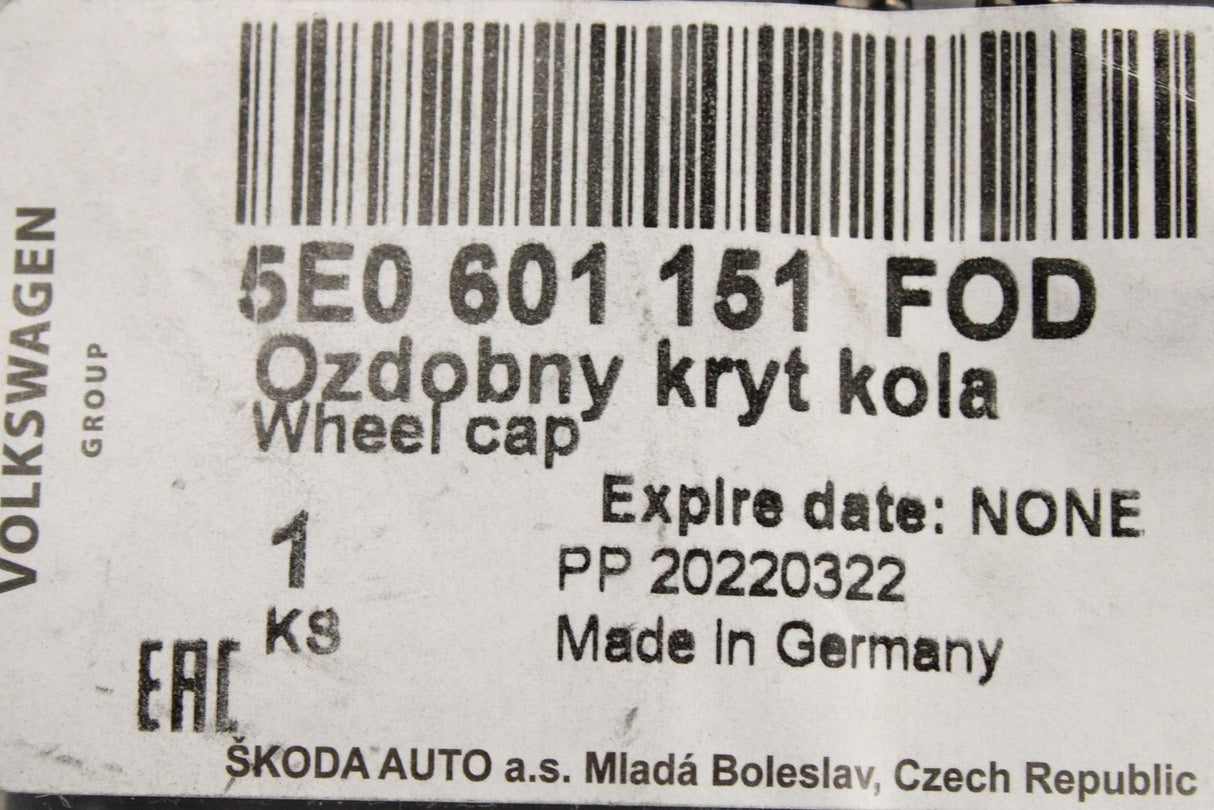 VOLKSWAGEN
GROUP
5E0 601 151 FOD
Ozdobny kryt kola
Wheel cap
Expire date: NONE
1
PP 20220322
KS
Made in Germany
EAC
ŠKODA AUTO a.s. Mladá Boleslav, Czech Republic